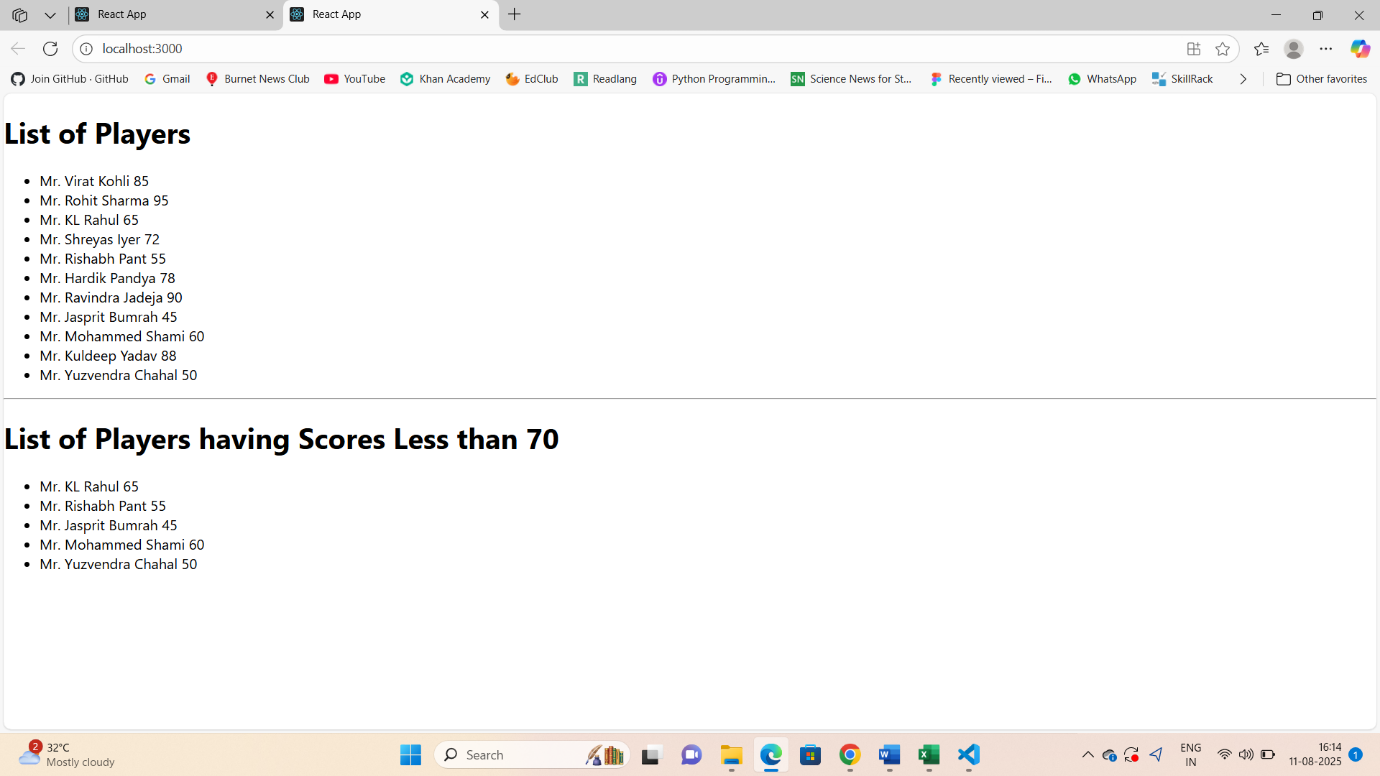 React App
React App
localhost:3000
Join GitHub · GitHub
Gmail
Burnet News Club
YouTube
Khan Academy
EdClub
R Readlang
Python Programmin...
SN Science News for St...
Recently viewed – Fi...
WhatsApp
SkillRack
Other favorites
List of Players
• Mr. Virat Kohli 85
• Mr. Rohit Sharma 95
• Mr. KL Rahul 65
• Mr. Shreyas Iyer 72
• Mr. Rishabh Pant 55
• Mr. Hardik Pandya 78
• Mr. Ravindra Jadeja 90
• Mr. Jasprit Bumrah 45
• Mr. Mohammed Shami 60
• Mr. Kuldeep Yadav 88
• Mr. Yuzvendra Chahal 50
List of Players having Scores Less than 70
• Mr. KL Rahul 65
• Mr. Rishabh Pant 55
• Mr. Jasprit Bumrah 45
• Mr. Mohammed Shami 60
• Mr. Yuzvendra Chahal 50
2
32°C
Mostly cloudy
Search
ENG
IN
16:14
11-08-2025
1